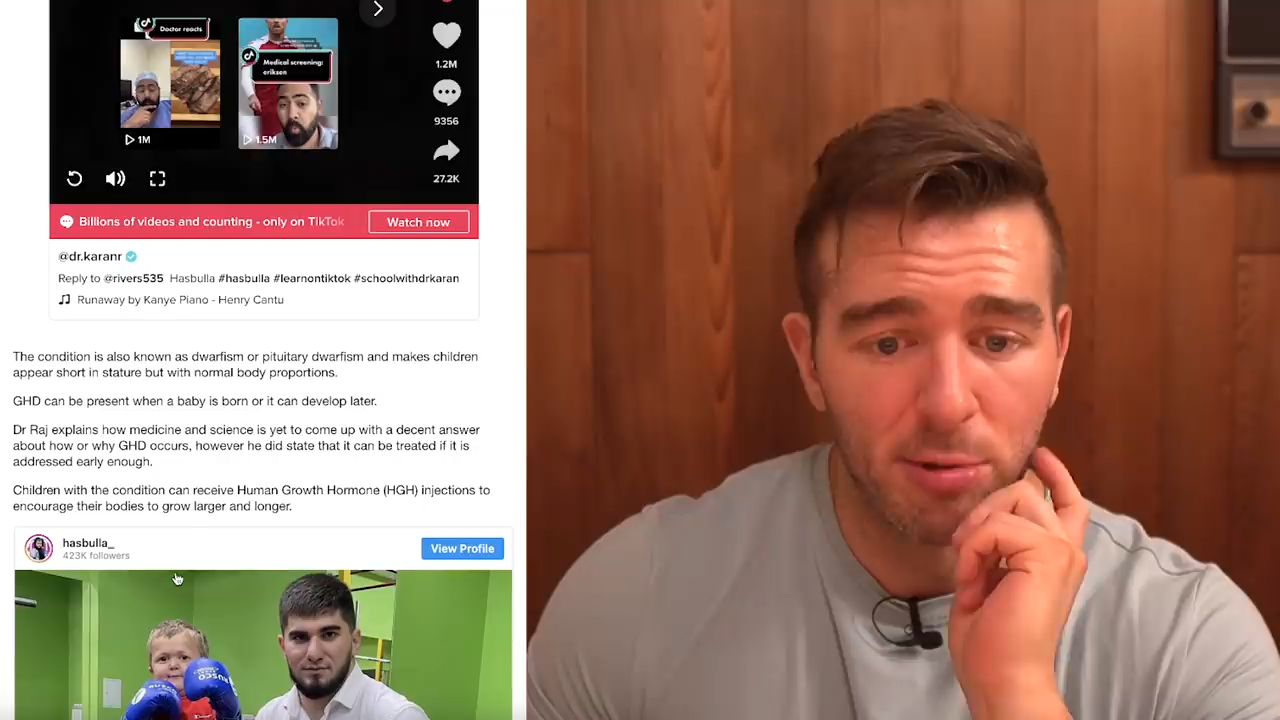 Doctor reacts
Medical screening:
eriksen
1M
1.5M
1.2M
9356
27.2K
Billions of videos and counting - only on TikTok
Watch now
@dr.karanr
Reply to @rivers535 Hasbulla #hasbulla #learnontiktok #schoolwithdrkaran
Runaway by Kanye Piano - Henry Cantu
The condition is also known as dwarfism or pituitary dwarfism and makes children
appear short in stature but with normal body proportions.
GHD can be present when a baby is born or it can develop later.
Dr Raj explains how medicine and science is yet to come up with a decent answer
about how or why GHD occurs, however he did state that it can be treated if it is
addressed early enough.
Children with the condition can receive Human Growth Hormone (HGH) injections to
encourage their bodies to grow larger and longer.
hasbulla_
423K followers
View Profile